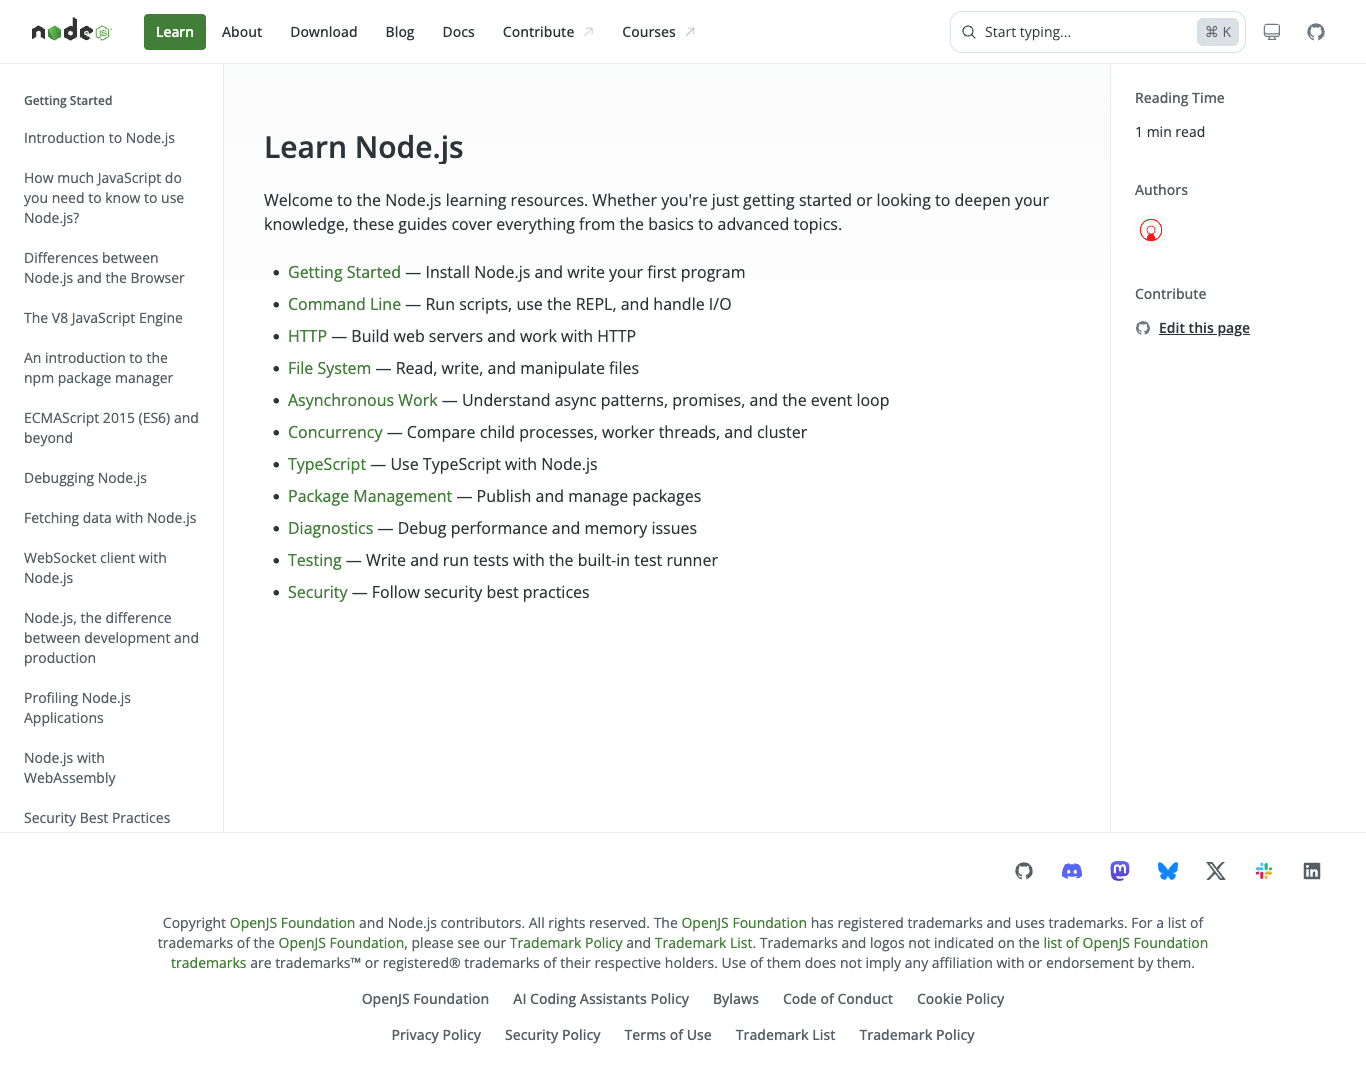 node JS
Learn
About
Download
Blog
Docs
Contribute
Courses
Start typing...
⌘ K
Getting Started
Introduction to Node.js
How much JavaScript do
you need to know to use
Node.js?
Differences between
Node.js and the Browser
The V8 JavaScript Engine
An introduction to the
npm package manager
ECMAScript 2015 (ES6) and
beyond
Debugging Node.js
Fetching data with Node.js
WebSocket client with
Node.js
Node.js, the difference
between development and
production
Profiling Node.js
Applications
Node.js with
WebAssembly
Security Best Practices
Learn Node.js
Welcome to the Node.js learning resources. Whether you're just getting started or looking to deepen your
knowledge, these guides cover everything from the basics to advanced topics.
• Getting Started — Install Node.js and write your first program
• Command Line — Run scripts, use the REPL, and handle I/O
• HTTP — Build web servers and work with HTTP
• File System — Read, write, and manipulate files
• Asynchronous Work — Understand async patterns, promises, and the event loop
• Concurrency — Compare child processes, worker threads, and cluster
• TypeScript — Use TypeScript with Node.js
• Package Management — Publish and manage packages
• Diagnostics — Debug performance and memory issues
• Testing — Write and run tests with the built-in test runner
• Security — Follow security best practices
Reading Time
1 min read
Authors
Contribute
Edit this page
Copyright OpenJS Foundation and Node.js contributors. All rights reserved. The OpenJS Foundation has registered trademarks and uses trademarks. For a list of
trademarks of the OpenJS Foundation, please see our Trademark Policy and Trademark List. Trademarks and logos not indicated on the list of OpenJS Foundation
trademarks are trademarks™ or registered® trademarks of their respective holders. Use of them does not imply any affiliation with or endorsement by them.
OpenJS Foundation
AI Coding Assistants Policy
Bylaws
Code of Conduct
Cookie Policy
Privacy Policy
Security Policy
Terms of Use
Trademark List
Trademark Policy